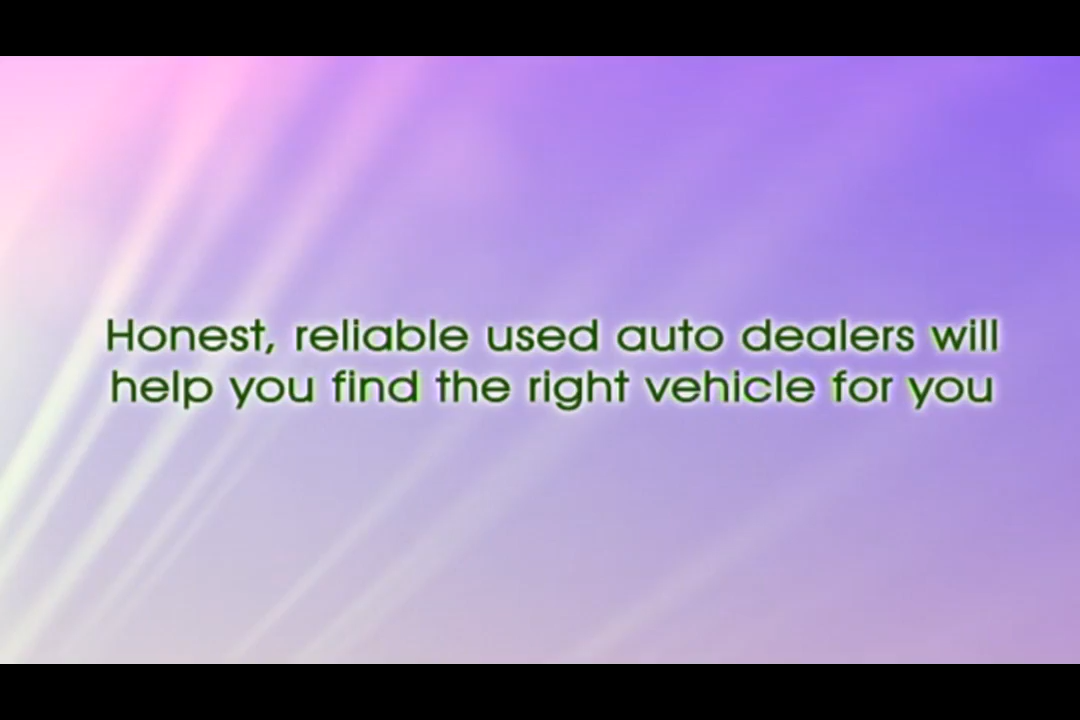 Honest, reliable used auto dealers will
help you find the right vehicle for you